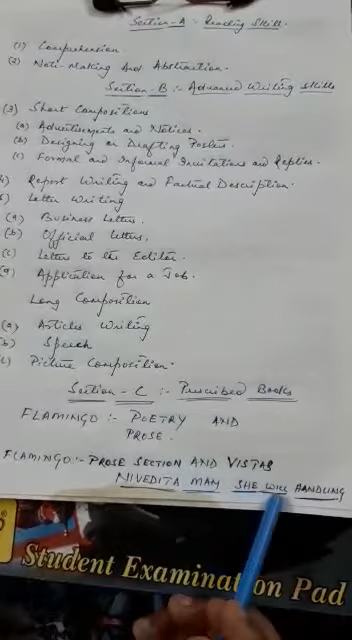 Section-A - Reading Skill.
(1) Comprehension
(2) Note-Making And Abstraction.
Section-B :- Advanced Writing Skills
(3) Short Compositions
(a) Advertisements and Notices.
(b) Designing or Drafting Posters.
(c) Formal and Informal Invitations and Replies.
4) Report Writing and Factual Description.
5) Letter Writing
(a) Business Letters.
(b) Official letters,
(c) Letters to the Editor.
(d) Application for a Job.
Long Composition
(a) Articles Writing
b) Speech
c) Picture Composition.
Section-C :- Prescribed Books
FLAMINGO :- POETRY AND
PROSE.
FLAMINGO :- PROSE SECTION AND VISTAS
NIVEDITA MAM SHE WILL HANDLING
Student Examination Pad